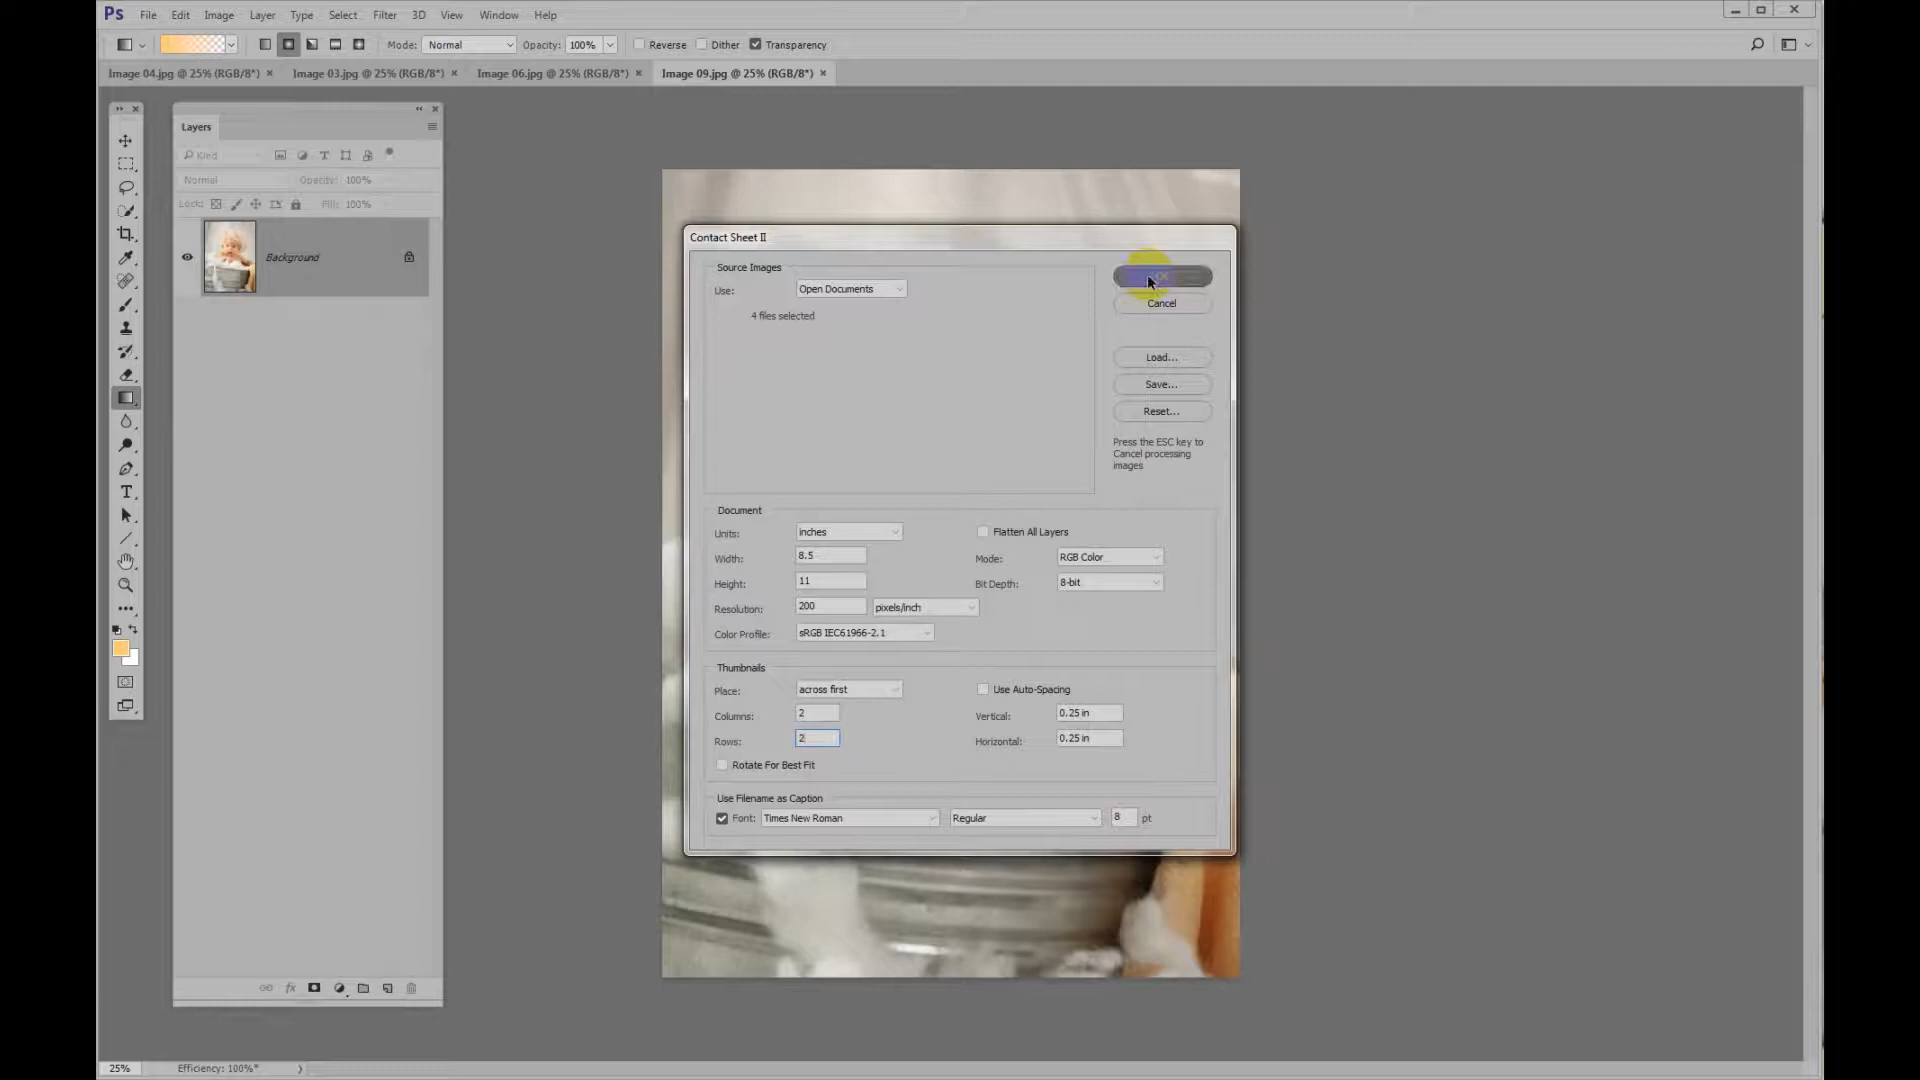 Ps File Edit Image Layer Type Select Filter 3D View Window Help
Mode: Normal Opacity: 100% Reverse Dither Transparency
Image 04.jpg @ 25% (RGB/8*) × Image 03.jpg @ 25% (RGB/8*) × Image 06.jpg @ 25% (RGB/8*) × Image 09.jpg @ 25% (RGB/8*) ×
Layers
Kind
Normal Opacity: 100%
Lock: Fill: 100%
Background
Contact Sheet II
Source Images
Use: Open Documents
4 files selected
OK
Cancel
Load...
Save...
Reset...
Press the ESC key to
Cancel processing
images
Document
Units: inches
Width: 8.5
Height: 11
Resolution: 200 pixels/inch
Color Profile: sRGB IEC61966-2.1
Flatten All Layers
Mode: RGB Color
Bit Depth: 8-bit
Thumbnails
Place: across first
Columns: 2
Rows: 2
Rotate For Best Fit
Use Auto-Spacing
Vertical: 0.25 in
Horizontal: 0.25 in
Use Filename as Caption
Font: Times New Roman Regular 8 pt
25% Efficiency: 100%*